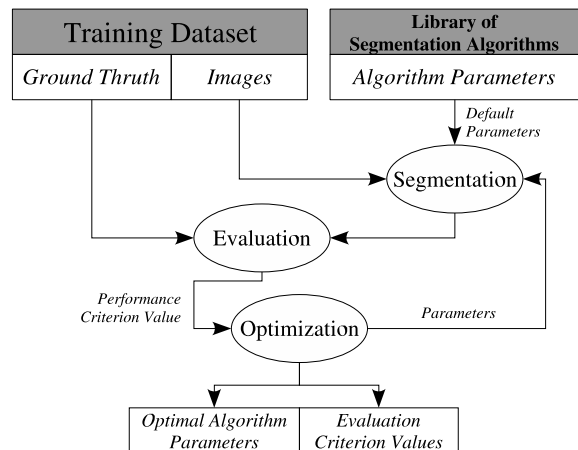 Training Dataset
Ground Thruth
Images
Library of
Segmentation Algorithms
Algorithm Parameters
Default
Parameters
Segmentation
Evaluation
Performance
Criterion Value
Optimization
Parameters
Optimal Algorithm
Parameters
Evaluation
Criterion Values